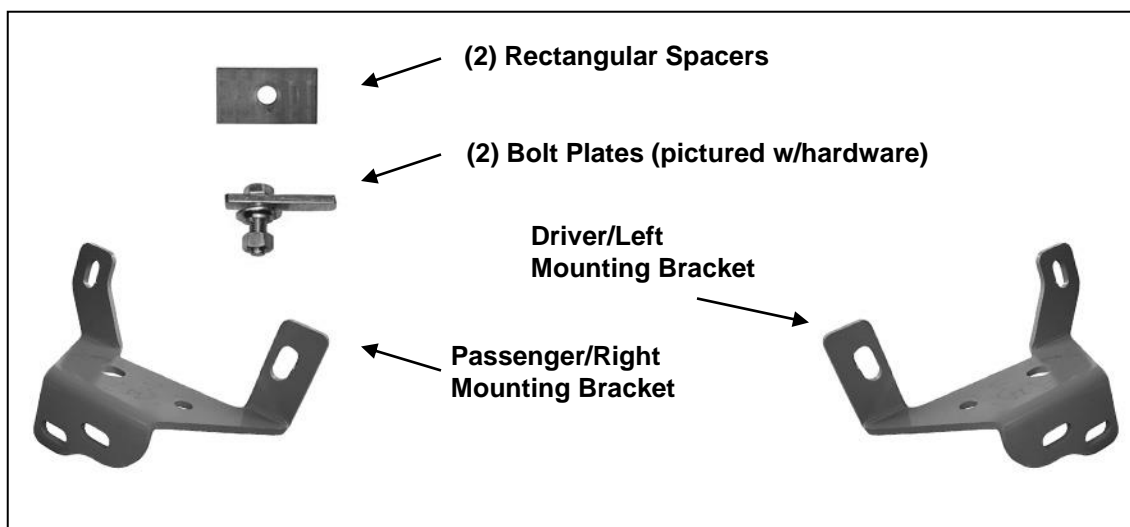 (2) Rectangular Spacers
(2) Bolt Plates (pictured w/hardware)
Driver/Left
Mounting Bracket
Passenger/Right
Mounting Bracket